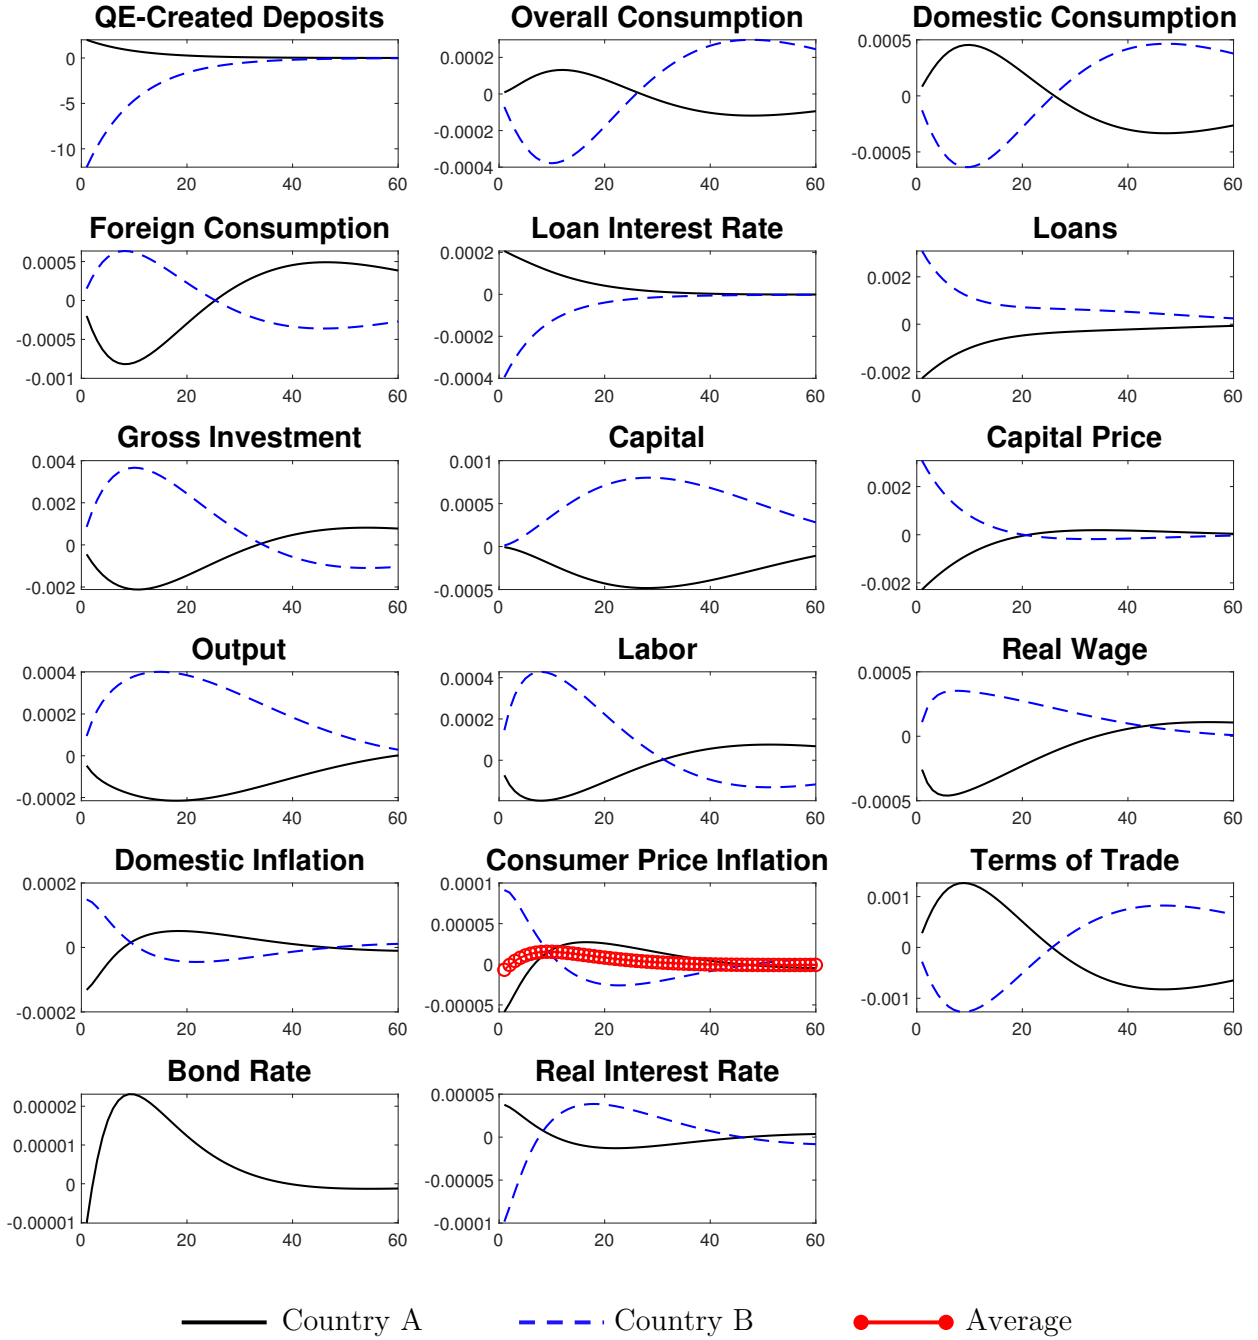 QE-Created Deposits Overall Consumption Domestic Consumption
0 -5 -10 0 20 40 60
0.0002 0 -0.0002 -0.0004 0 20 40 60
0.0005 0 -0.0005 0 20 40 60
Foreign Consumption Loan Interest Rate Loans
0.0005 0 -0.0005 -0.001 0 20 40 60
0.0002 0 -0.0002 -0.0004 0 20 40 60
0.002 0 -0.002 0 20 40 60
Gross Investment Capital Capital Price
0.004 0.002 0 -0.002 0 20 40 60
0.001 0.0005 0 -0.0005 0 20 40 60
0.002 0 -0.002 0 20 40 60
Output Labor Real Wage
0.0004 0.0002 0 -0.0002 0 20 40 60
0.0004 0.0002 0 0 20 40 60
0.0005 0 -0.0005 0 20 40 60
Domestic Inflation Consumer Price Inflation Terms of Trade
0.0002 0 -0.0002 0 20 40 60
0.0001 0.00005 0 -0.00005 0 20 40 60
0.001 0 -0.001 0 20 40 60
Bond Rate Real Interest Rate
0.00002 0.00001 0 -0.00001 0 20 40 60
0.00005 0 -0.00005 -0.0001 0 20 40 60
Country A Country B Average